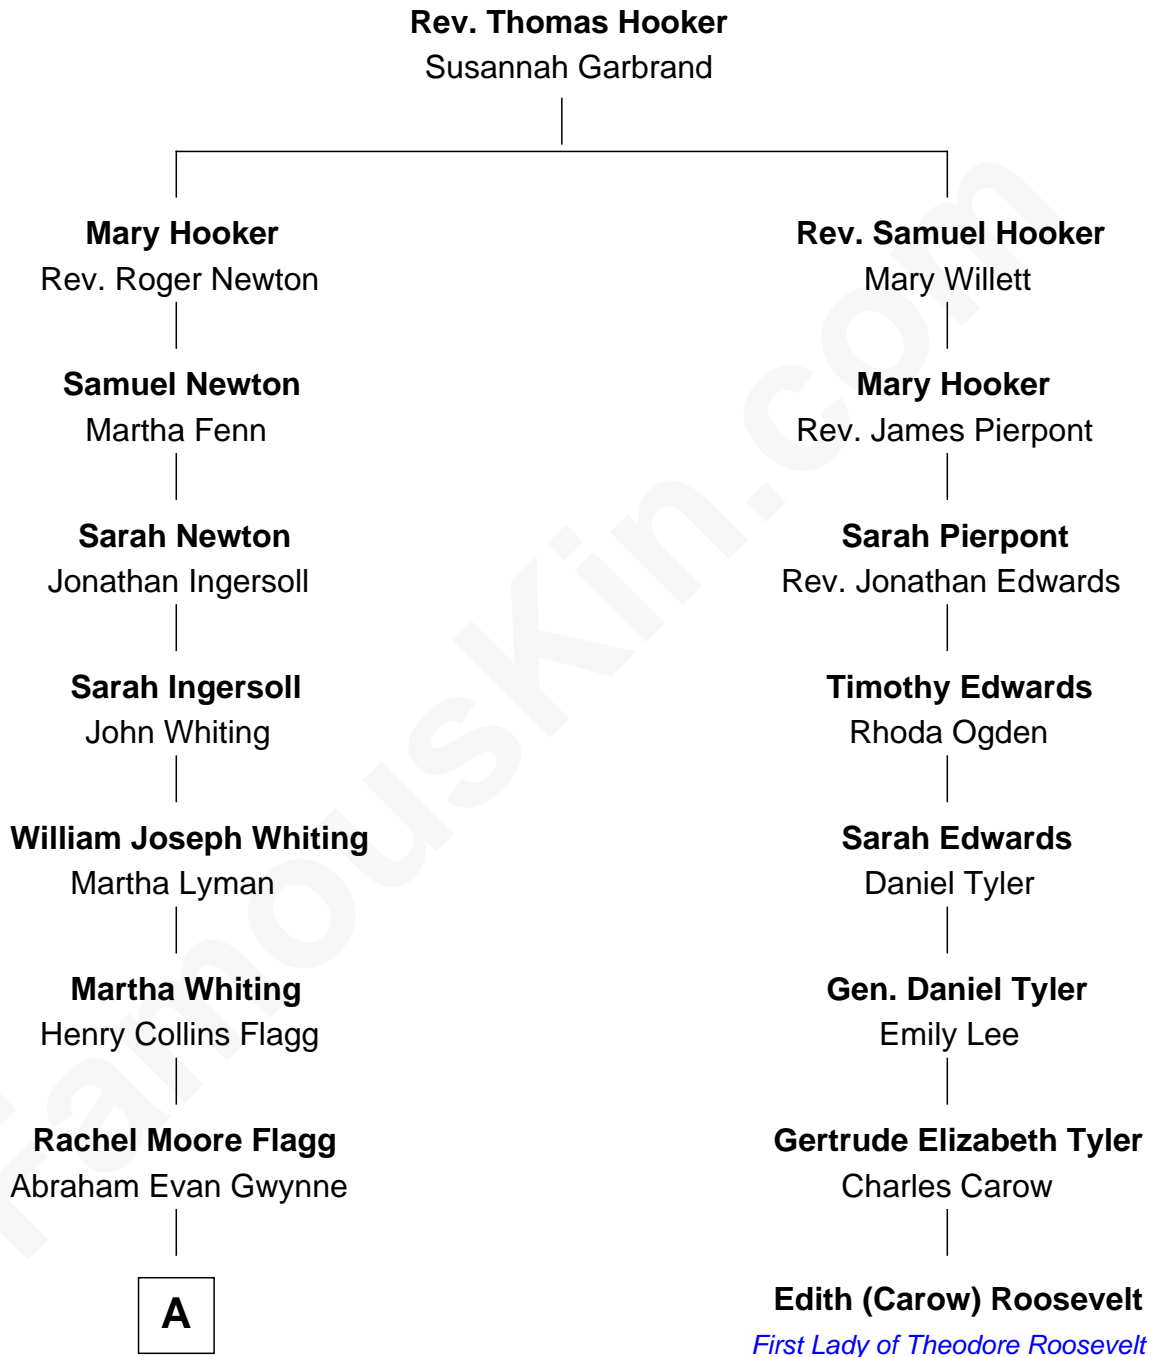 Rev. Thomas Hooker
Susannah Garbrand
Mary Hooker
Rev. Roger Newton
Rev. Samuel Hooker
Mary Willett
Samuel Newton
Martha Fenn
Mary Hooker
Rev. James Pierpont
Sarah Newton
Jonathan Ingersoll
Sarah Pierpont
Rev. Jonathan Edwards
Sarah Ingersoll
John Whiting
Timothy Edwards
Rhoda Ogden
William Joseph Whiting
Martha Lyman
Sarah Edwards
Daniel Tyler
Martha Whiting
Henry Collins Flagg
Gen. Daniel Tyler
Emily Lee
Rachel Moore Flagg
Abraham Evan Gwynne
Gertrude Elizabeth Tyler
Charles Carow
A
Edith (Carow) Roosevelt
First Lady of Theodore Roosevelt
FamousKin.com